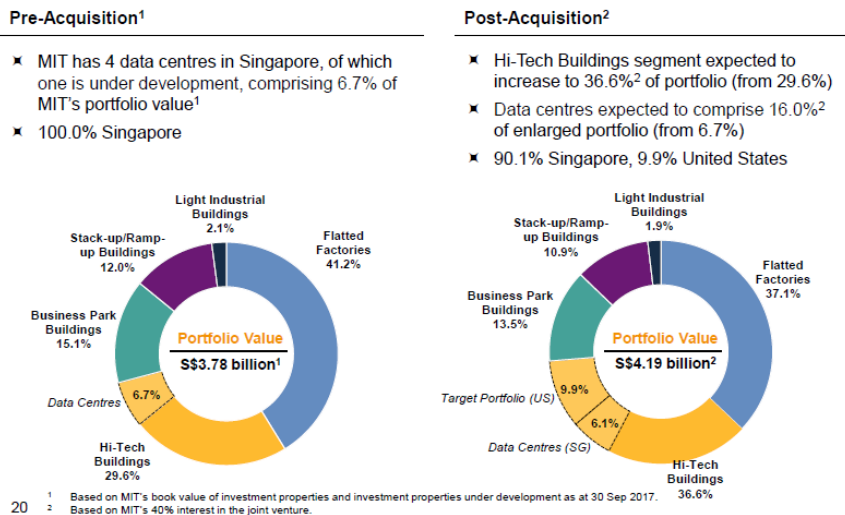 Pre-Acquisition1
MIT has 4 data centres in Singapore, of which
one is under development, comprising 6.7% of
MIT's portfolio value1
100.0% Singapore
Light Industrial
Buildings
2.1%
Stack-up/Ramp-
up Buildings
12.0%
Flatted
Factories
41.2%
Business Park
Buildings
15.1%
Portfolio Value
S$3.78 billion1
6.7%
Data Centres
Hi-Tech
Buildings
29.6%
Post-Acquisition2
Hi-Tech Buildings segment expected to
increase to 36.6%2 of portfolio (from 29.6%)
Data centres expected to comprise 16.0%2
of enlarged portfolio (from 6.7%)
90.1% Singapore, 9.9% United States
Light Industrial
Buildings
1.9%
Stack-up/Ramp-
up Buildings
10.9%
Flatted
Factories
37.1%
Business Park
Buildings
13.5%
Portfolio Value
S$4.19 billion2
9.9%
Target Portfolio (US)
6.1%
Data Centres (SG)
Hi-Tech
Buildings
36.6%
1 Based on MIT's book value of investment properties and investment properties under development as at 30 Sep 2017.
2 Based on MIT's 40% interest in the joint venture.
20